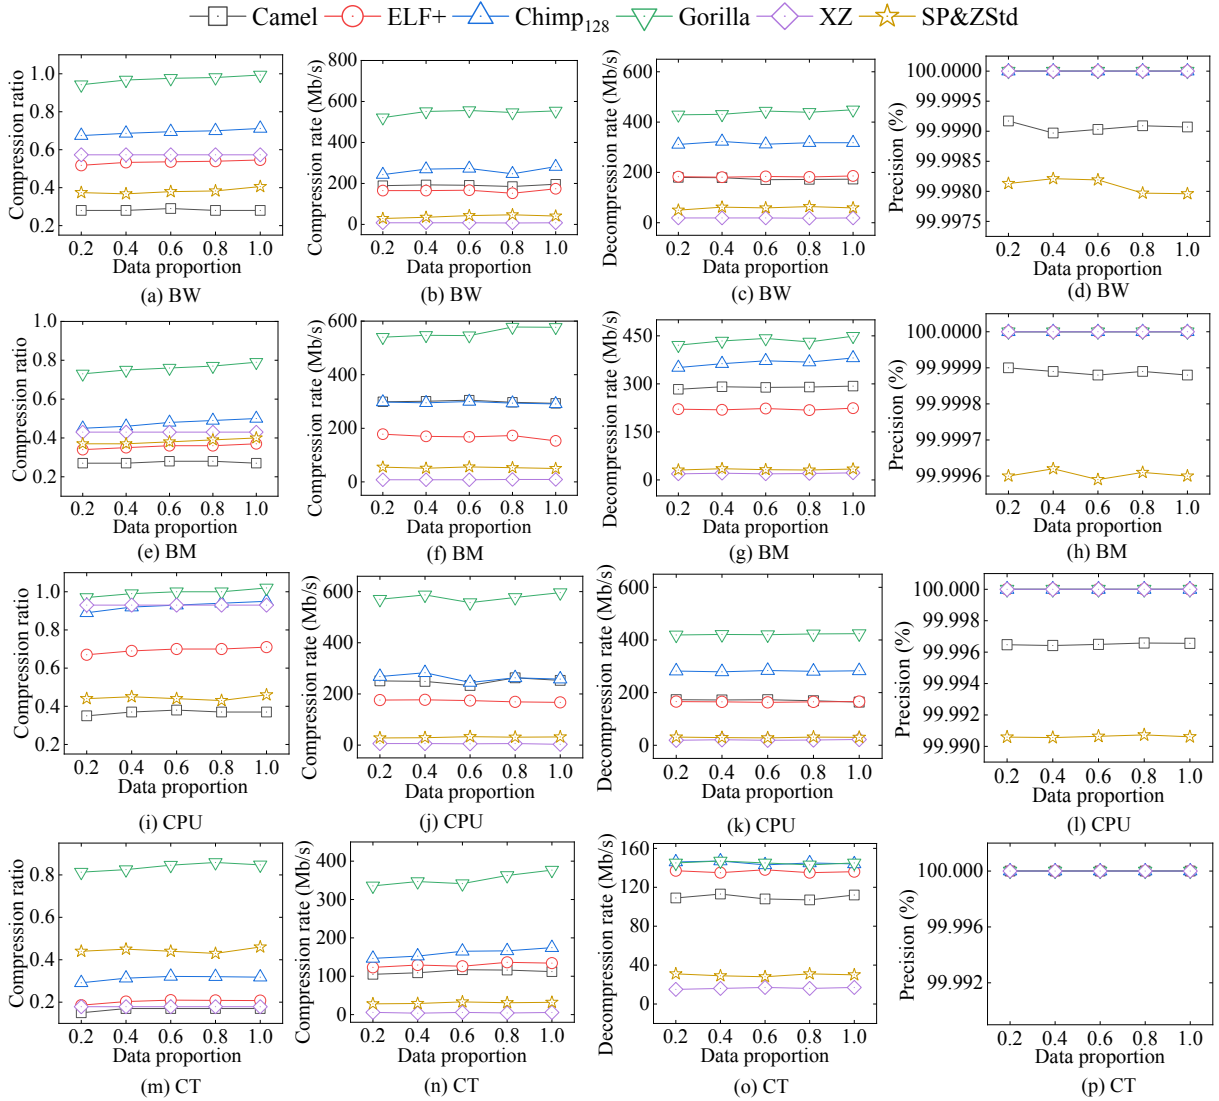 Camel ELF+ Chimp128 Gorilla XZ SP&ZStd
Compression ratio
1.0
0.8
0.6
0.4
0.2
0.2 0.4 0.6 0.8 1.0
Data proportion
(a) BW
Compression rate (Mb/s)
800
600
400
200
0
0.2 0.4 0.6 0.8 1.0
Data proportion
(b) BW
Decompression rate (Mb/s)
600
400
200
0
0.2 0.4 0.6 0.8 1.0
Data proportion
(c) BW
Precision (%)
100.0000
99.9995
99.9990
99.9985
99.9980
99.9975
0.2 0.4 0.6 0.8 1.0
Data proportion
(d) BW
Compression ratio
1.0
0.8
0.6
0.4
0.2
0.2 0.4 0.6 0.8 1.0
Data proportion
(e) BM
Compression rate (Mb/s)
600
400
200
0
0.2 0.4 0.6 0.8 1.0
Data proportion
(f) BM
Decompression rate (Mb/s)
450
300
150
0
0.2 0.4 0.6 0.8 1.0
Data proportion
(g) BM
Precision (%)
100.0000
99.9999
99.9998
99.9997
99.9996
0.2 0.4 0.6 0.8 1.0
Data proportion
(h) BM
Compression ratio
1.0
0.8
0.6
0.4
0.2
0.2 0.4 0.6 0.8 1.0
Data proportion
(i) CPU
Compression rate (Mb/s)
600
400
200
0
0.2 0.4 0.6 0.8 1.0
Data proportion
(j) CPU
Decompression rate (Mb/s)
600
400
200
0
0.2 0.4 0.6 0.8 1.0
Data proportion
(k) CPU
Precision (%)
100.000
99.998
99.996
99.994
99.992
99.990
0.2 0.4 0.6 0.8 1.0
Data proportion
(l) CPU
Compression ratio
0.8
0.6
0.4
0.2
0.2 0.4 0.6 0.8 1.0
Data proportion
(m) CT
Compression rate (Mb/s)
400
300
200
100
0
0.2 0.4 0.6 0.8 1.0
Data proportion
(n) CT
Decompression rate (Mb/s)
160
120
80
40
0
0.2 0.4 0.6 0.8 1.0
Data proportion
(o) CT
Precision (%)
100.000
99.996
99.992
0.2 0.4 0.6 0.8 1.0
Data proportion
(p) CT